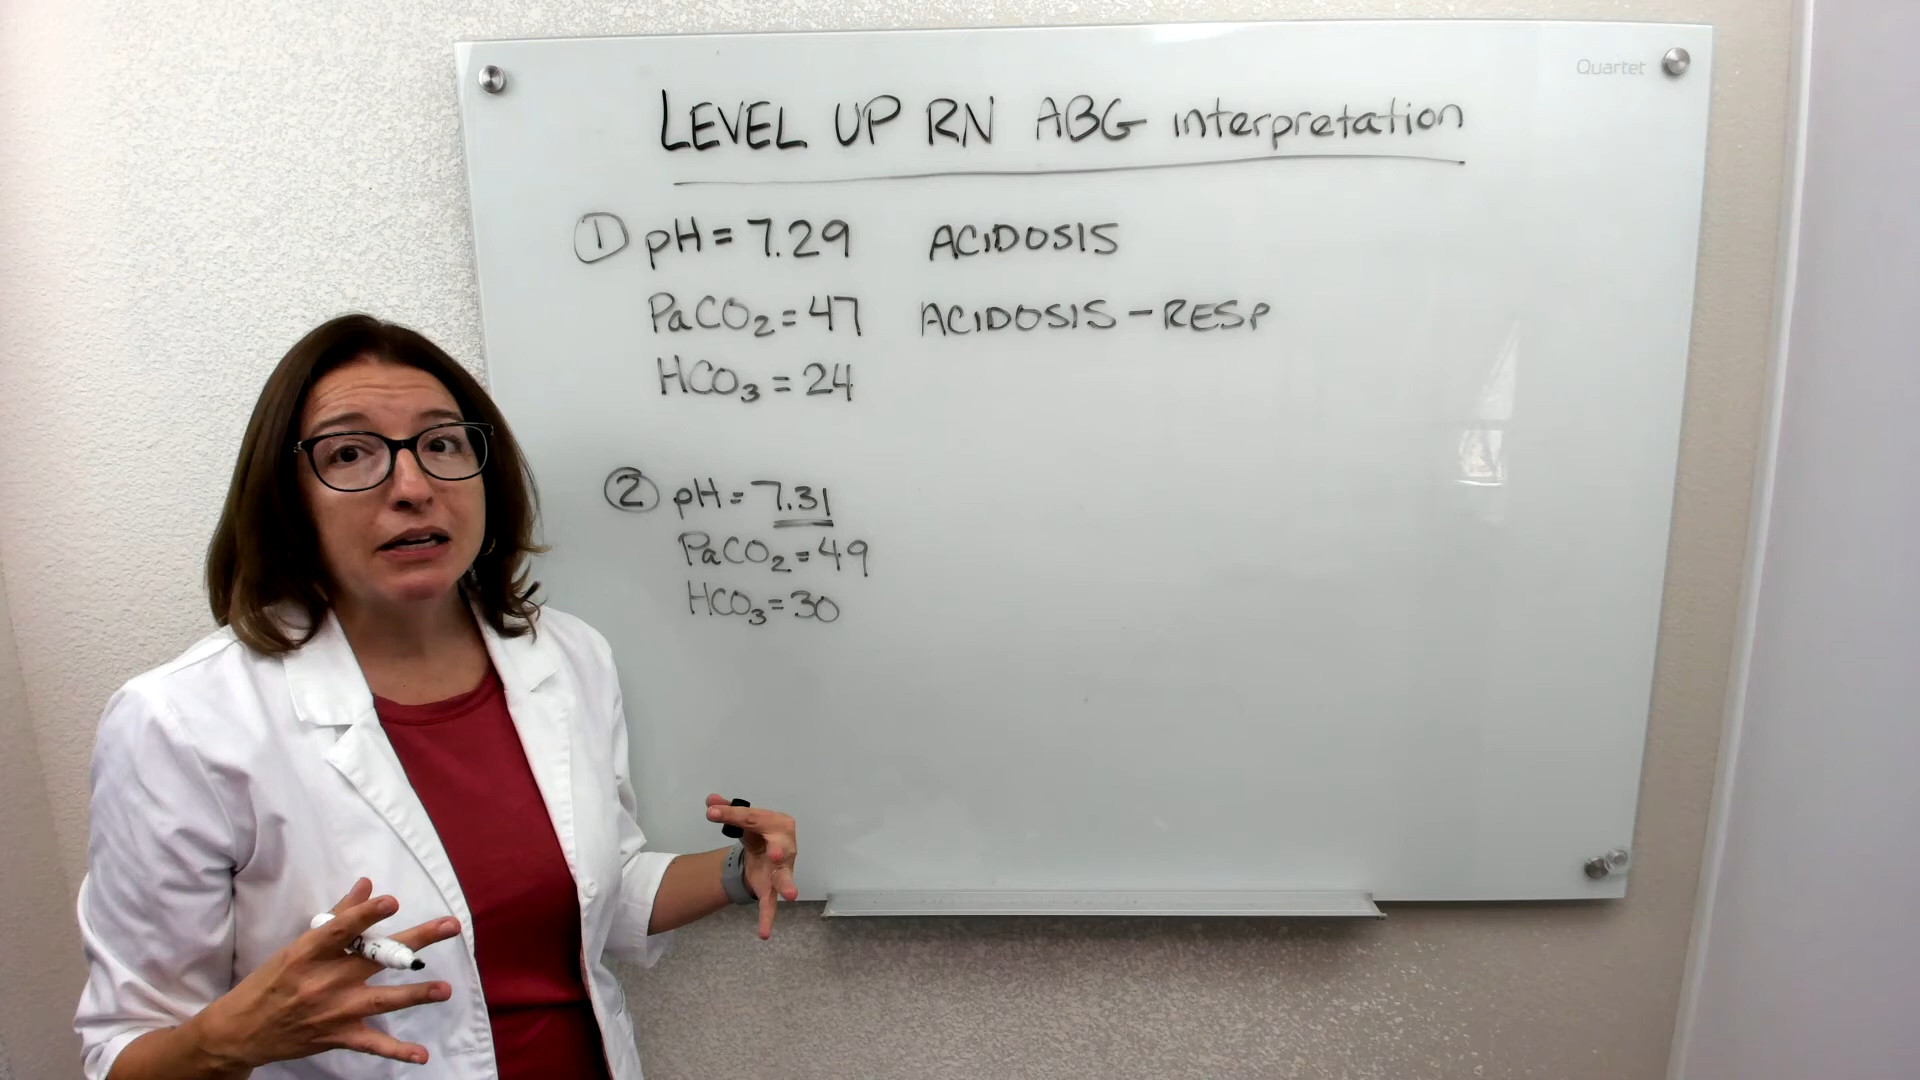 Quartet
LEVEL UP RN ABG interpretation
① pH = 7.29 ACIDOSIS
PaCO₂ = 47 ACIDOSIS - RESP
HCO₃ = 24
② pH = 7.31
PaCO₂ = 49
HCO₃ = 30